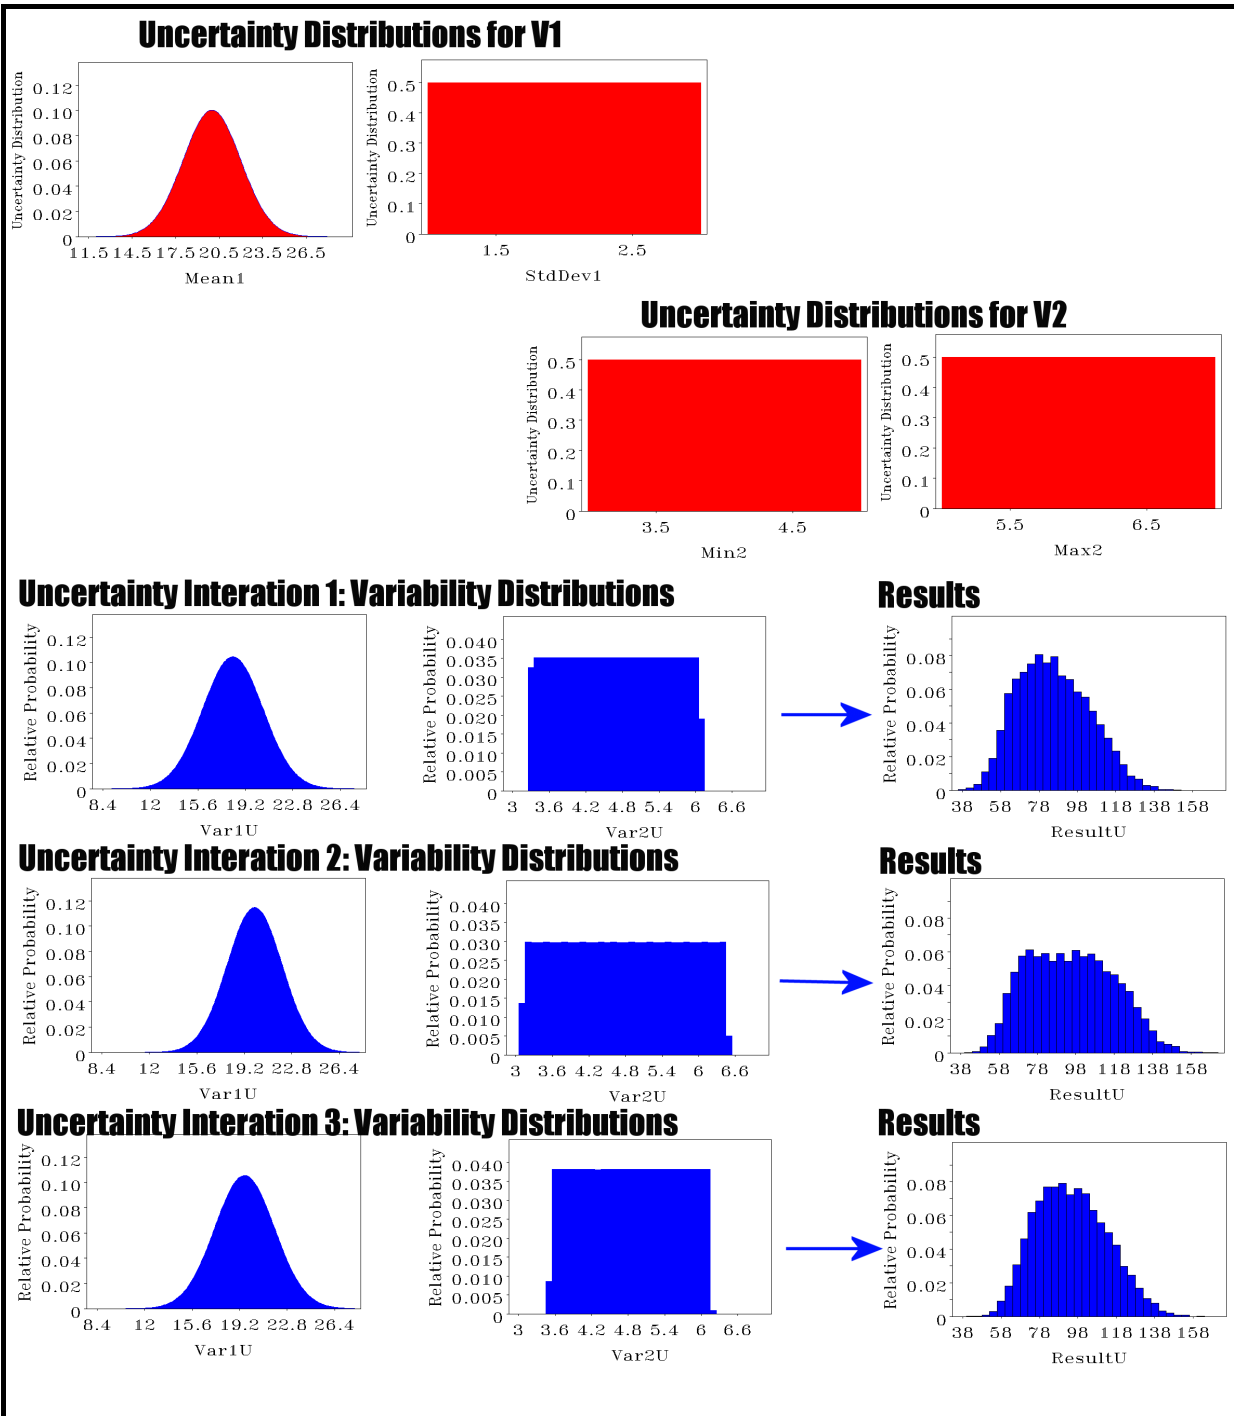 Uncertainty Distributions for V1
Uncertainty Distribution
0.12
0.10
0.08
0.06
0.04
0.02
0
11.5 14.5 17.5 20.5 23.5 26.5
Mean1
Uncertainty Distribution
0.5
0.4
0.3
0.2
0.1
0
1.5 2.5
StdDev1
Uncertainty Distributions for V2
Uncertainty Distribution
0.5
0.4
0.3
0.2
0.1
0
3.5 4.5
Min2
Uncertainty Distribution
0.5
0.4
0.3
0.2
0.1
0
5.5 6.5
Max2
Uncertainty Interation 1: Variability Distributions
Results
Relative Probability
0.12
0.10
0.08
0.06
0.04
0.02
0
8.4 12 15.6 19.2 22.8 26.4
Var1U
Relative Probability
0.040
0.035
0.030
0.025
0.020
0.015
0.010
0.005
0
3 3.6 4.2 4.8 5.4 6 6.6
Var2U
Relative Probability
0.08
0.06
0.04
0.02
0
38 58 78 98 118 138 158
ResultU
Uncertainty Interation 2: Variability Distributions
Results
Relative Probability
0.12
0.10
0.08
0.06
0.04
0.02
0
8.4 12 15.6 19.2 22.8 26.4
Var1U
Relative Probability
0.040
0.035
0.030
0.025
0.020
0.015
0.010
0.005
0
3 3.6 4.2 4.8 5.4 6 6.6
Var2U
Relative Probability
0.08
0.06
0.04
0.02
0
38 58 78 98 118 138 158
ResultU
Uncertainty Interation 3: Variability Distributions
Results
Relative Probability
0.12
0.10
0.08
0.06
0.04
0.02
0
8.4 12 15.6 19.2 22.8 26.4
Var1U
Relative Probability
0.040
0.035
0.030
0.025
0.020
0.015
0.010
0.005
0
3 3.6 4.2 4.8 5.4 6 6.6
Var2U
Relative Probability
0.08
0.06
0.04
0.02
0
38 58 78 98 118 138 158
ResultU